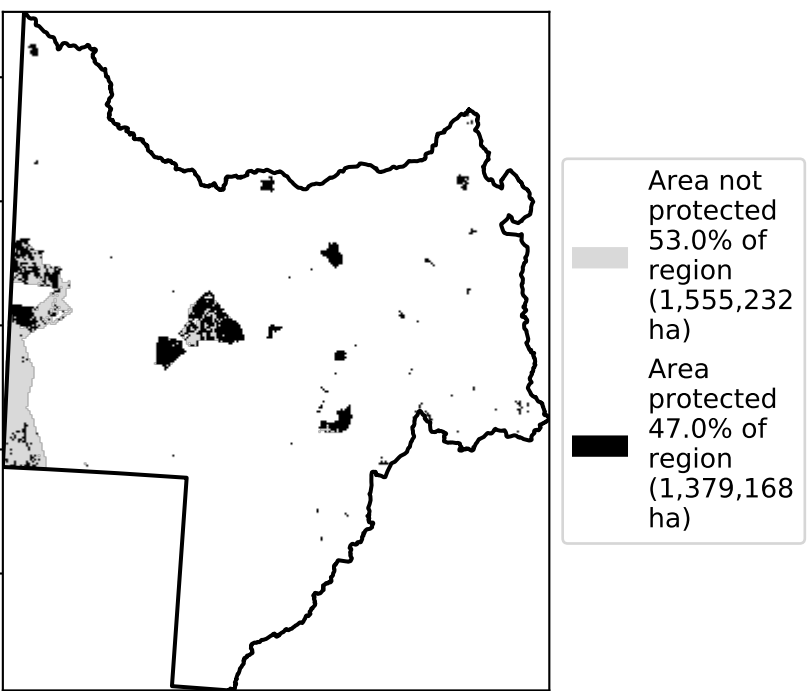 Area not
protected
53.0% of
region
(1,555,232
ha)
Area
protected
47.0% of
region
(1,379,168
ha)